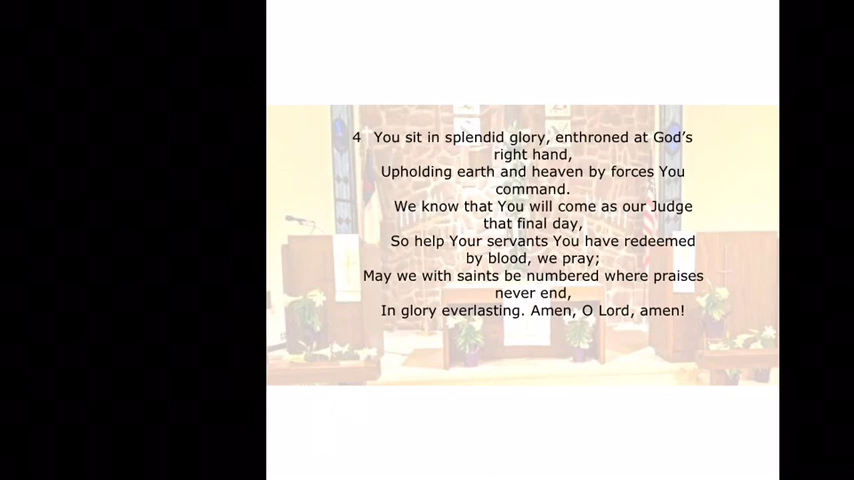 4 You sit in splendid glory, enthroned at God's
right hand,
Upholding earth and heaven by forces You
command.
We know that You will come as our Judge
that final day,
So help Your servants You have redeemed
by blood, we pray;
May we with saints be numbered where praises
never end,
In glory everlasting. Amen, O Lord, amen!